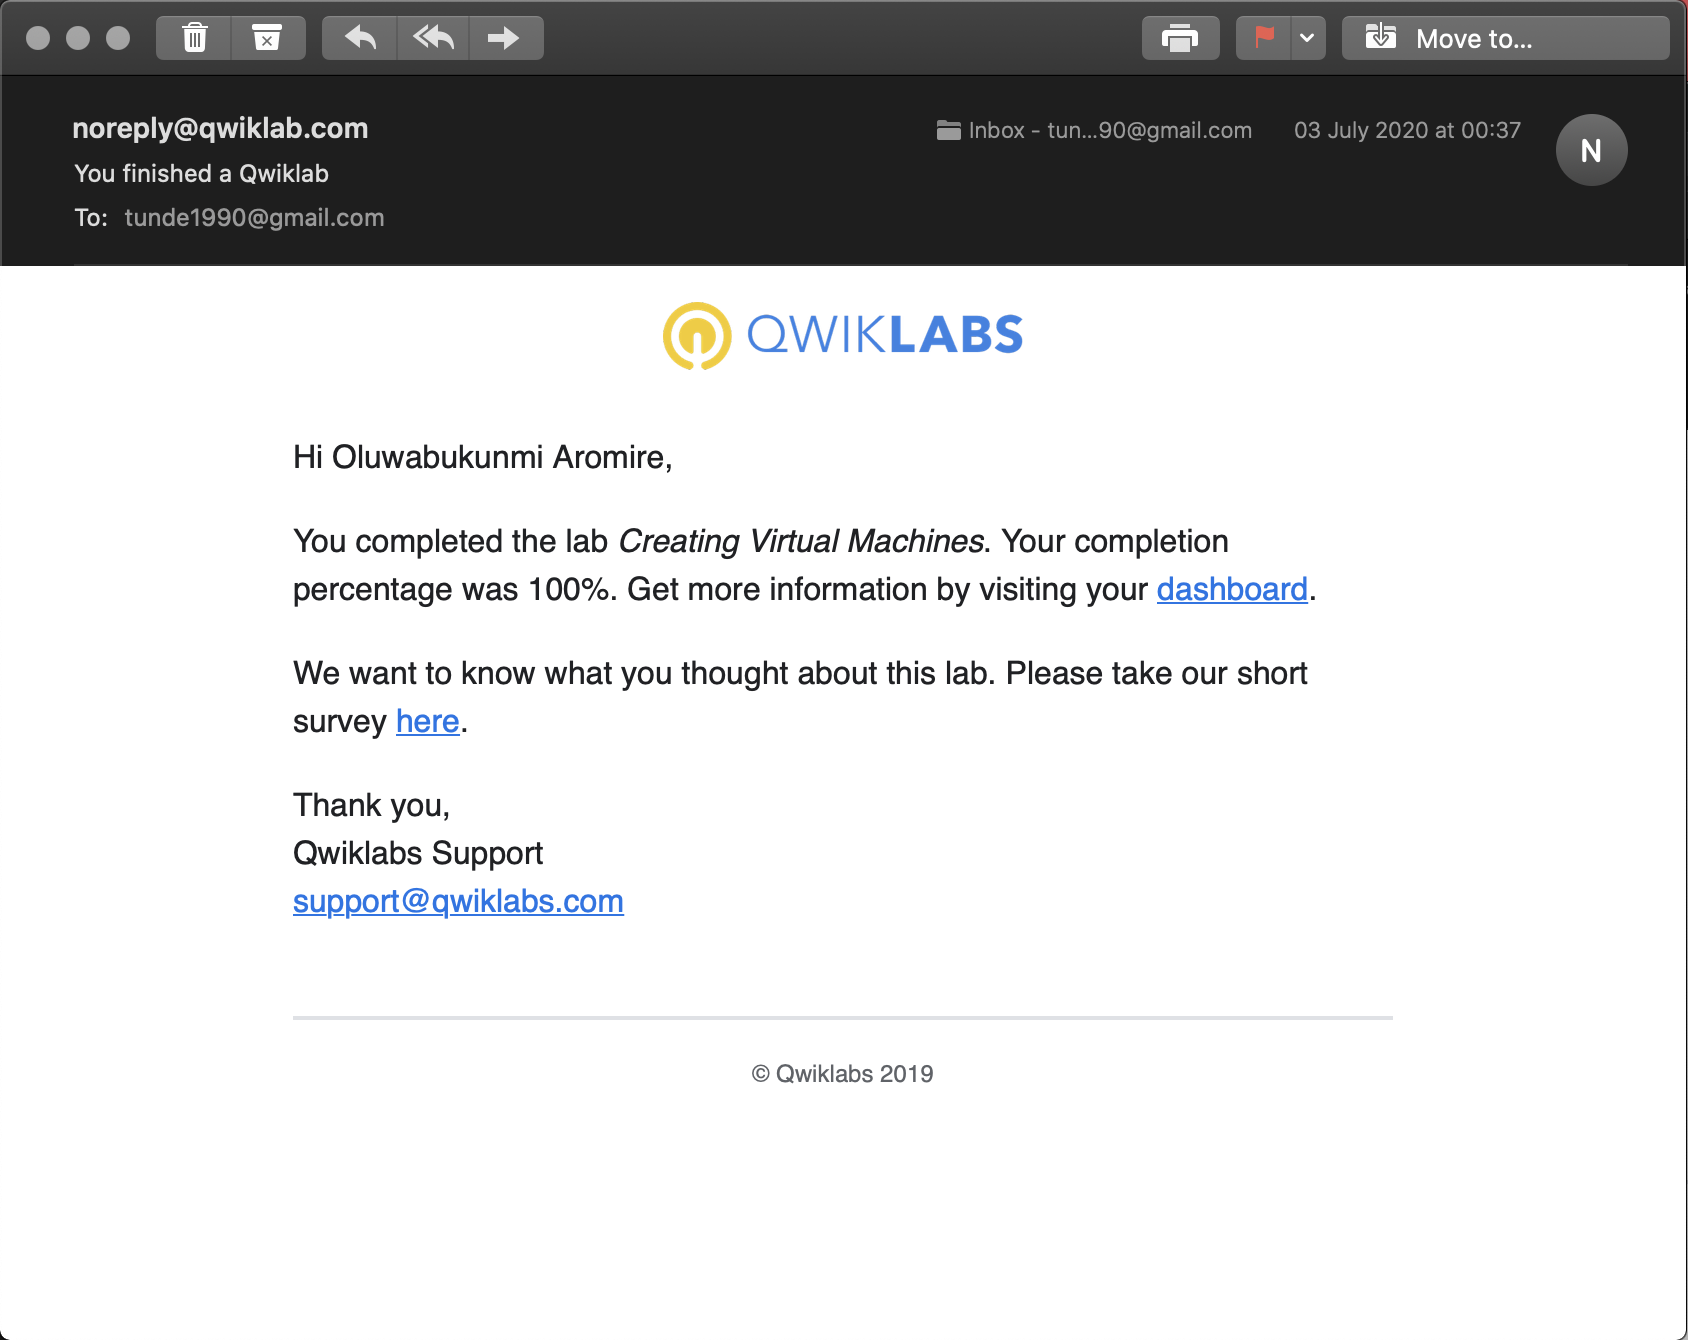 Move to...
noreply@qwiklab.com
Inbox - tun...90@gmail.com
03 July 2020 at 00:37
N
You finished a Qwiklab
To: tunde1990@gmail.com
QWIKLABS
Hi Oluwabukunmi Aromire,
You completed the lab Creating Virtual Machines. Your completion
percentage was 100%. Get more information by visiting your dashboard.
We want to know what you thought about this lab. Please take our short
survey here.
Thank you,
Qwiklabs Support
support@qwiklabs.com
© Qwiklabs 2019